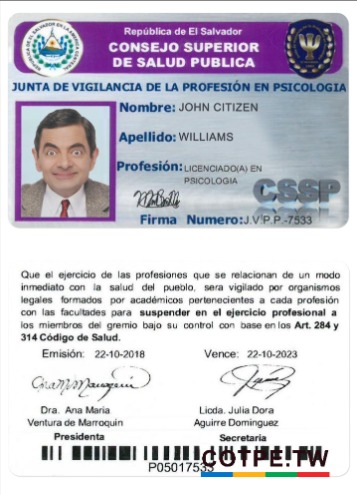 República de El Salvador
CONSEJO SUPERIOR
DE SALUD PUBLICA
JUNTA DE VIGILANCIA DE LA PROFESIÓN EN PSICOLOGIA
Nombre: JOHN CITIZEN
Apellido: WILLIAMS
Profesión: LICENCIADO(A) EN
PSICOLOGIA
CSSP
Firma Numero: J.V.P.P.-7533
Que el ejercicio de las profesiones que se relacionan de un modo
inmediato con la salud del pueblo, sera vigilado por organismos
legales formados por académicos pertenecientes a cada profesión
con las facultades para suspender en el ejercicio profesional a
los miembros del gremio bajo su control con base en los Art. 284 y
314 Código de Salud.
Emisión: 22-10-2018 Vence: 22-10-2023
Dra. Ana Maria
Ventura de Marroquin
Presidenta
Licda. Julia Dora
Aguirre Dominguez
Secretaria
P05017533
COTPE.TW